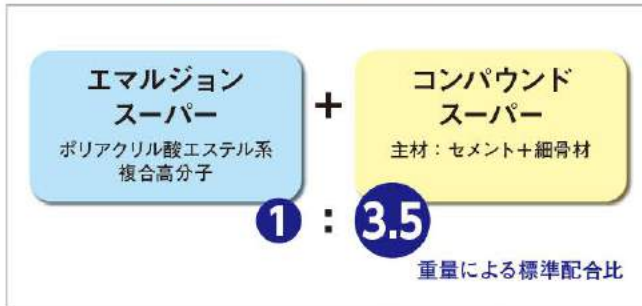 エマルジョン
スーパー
ポリアクリル酸エステル系
複合高分子
+
コンパウンド
スーパー
主材：セメント＋細骨材
1 : 3.5
重量による標準配合比